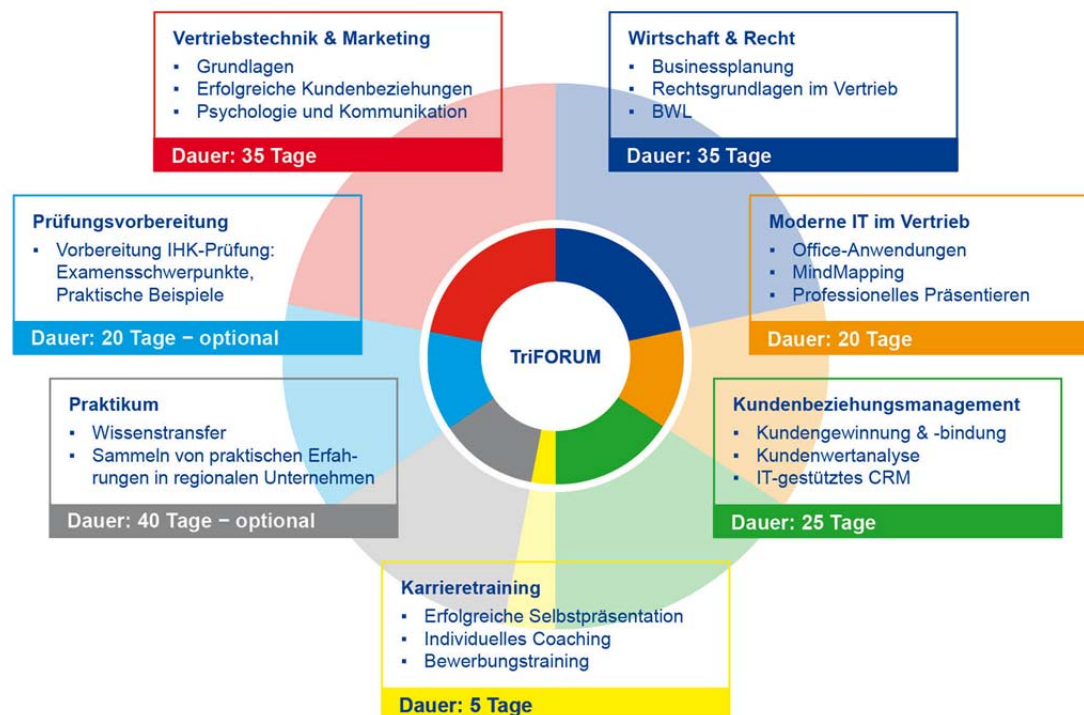 Vertriebstechnik & Marketing
▪ Grundlagen
▪ Erfolgreiche Kundenbeziehungen
▪ Psychologie und Kommunikation
Dauer: 35 Tage
Wirtschaft & Recht
▪ Businessplanung
▪ Rechtsgrundlagen im Vertrieb
▪ BWL
Dauer: 35 Tage
Prüfungsvorbereitung
▪ Vorbereitung IHK-Prüfung:
Examensschwerpunkte,
Praktische Beispiele
Dauer: 20 Tage – optional
Moderne IT im Vertrieb
▪ Office-Anwendungen
▪ MindMapping
▪ Professionelles Präsentieren
Dauer: 20 Tage
TriFORUM
Praktikum
▪ Wissenstransfer
▪ Sammeln von praktischen Erfah-
rungen in regionalen Unternehmen
Dauer: 40 Tage – optional
Kundenbeziehungsmanagement
▪ Kundengewinnung & -bindung
▪ Kundenwertanalyse
▪ IT-gestütztes CRM
Dauer: 25 Tage
Karrieretraining
▪ Erfolgreiche Selbstpräsentation
▪ Individuelles Coaching
▪ Bewerbungstraining
Dauer: 5 Tage